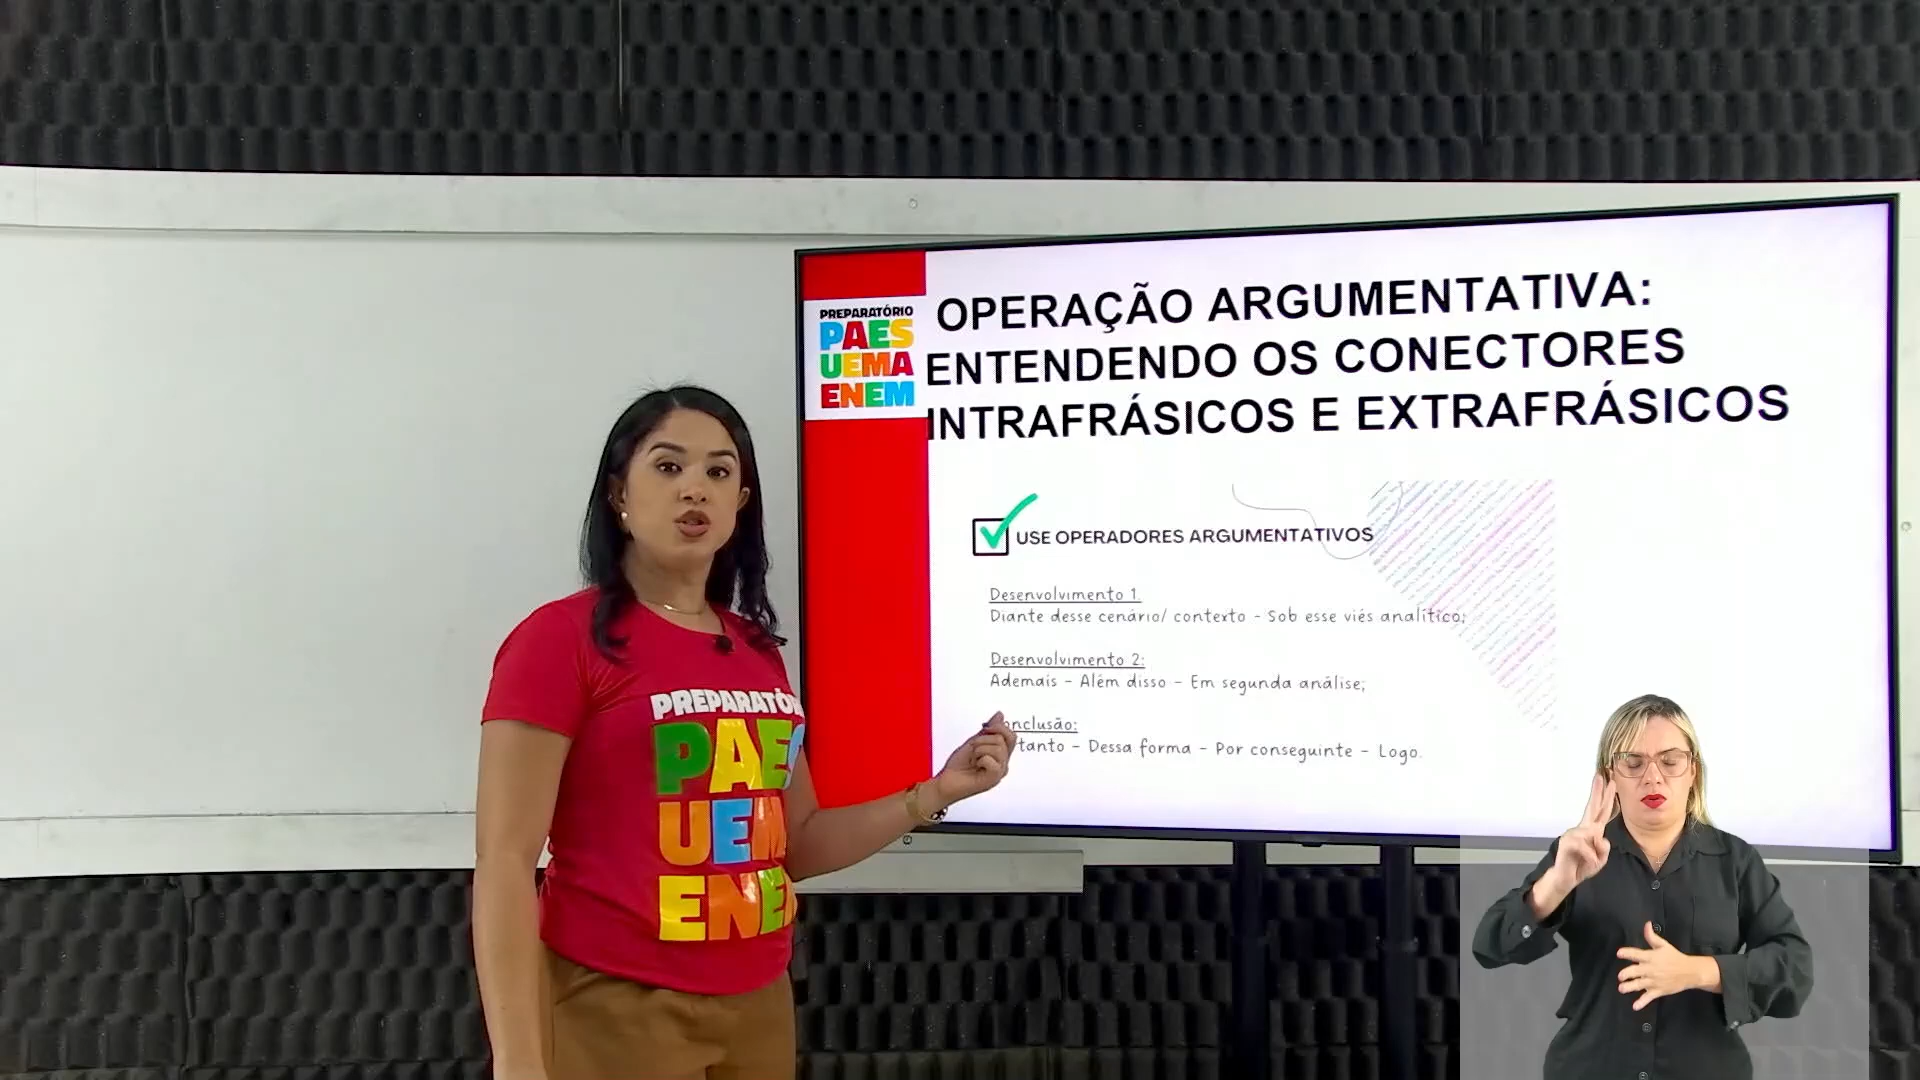 PREPARATÓRIO
PAES
UEMA
ENEM
OPERAÇÃO ARGUMENTATIVA:
ENTENDENDO OS CONECTORES
INTRAFRÁSICOS E EXTRAFRÁSICOS
USE OPERADORES ARGUMENTATIVOS
Desenvolvimento 1.
Diante desse cenário/ contexto - Sob esse viés analítico;
Desenvolvimento 2:
Ademais - Além disso - Em segunda análise;
nclusão:
tanto - Dessa forma - Por conseguinte - Logo.
PREPARATÓ
PAE
UEM
ENE